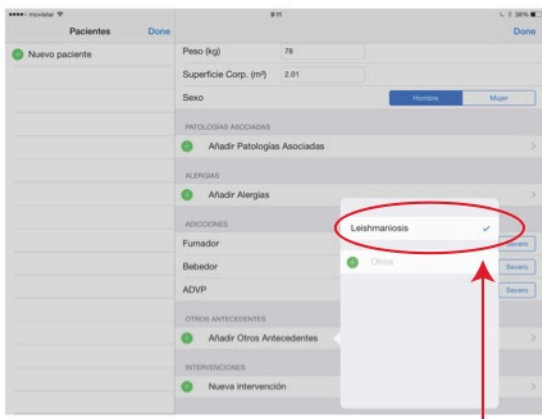 movistar 9:11 38%
Pacientes Done Done
Nuevo paciente
Peso (kg) 78
Superficie Corp. (m²) 2.01
Sexo Hombre Mujer
PATOLOGÍAS ASOCIADAS
Añadir Patologías Asociadas
ALERGIAS
Añadir Alergias
ADICCIONES
Leishmaniosis
Fumador Severo
Otros
Bebedor Severo
ADVP Severo
OTROS ANTECEDENTES
Añadir Otros Antecedentes
INTERVENCIONES
Nueva intervención